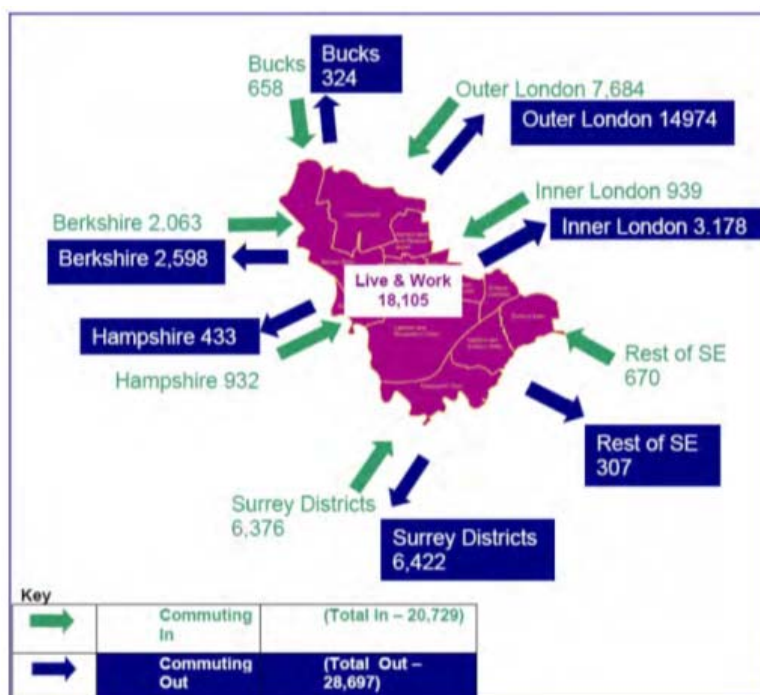 Bucks
658
Bucks
324
Outer London 7,684
Outer London 14974
Inner London 939
Inner London 3.178
Berkshire 2,063
Berkshire 2,598
Live & Work
18,105
Hampshire 433
Hampshire 932
Rest of SE
670
Rest of SE
307
Surrey Districts
6,376
Surrey Districts
6,422
Key
Commuting
In
(Total In – 20,729)
Commuting
Out
(Total Out –
28,697)